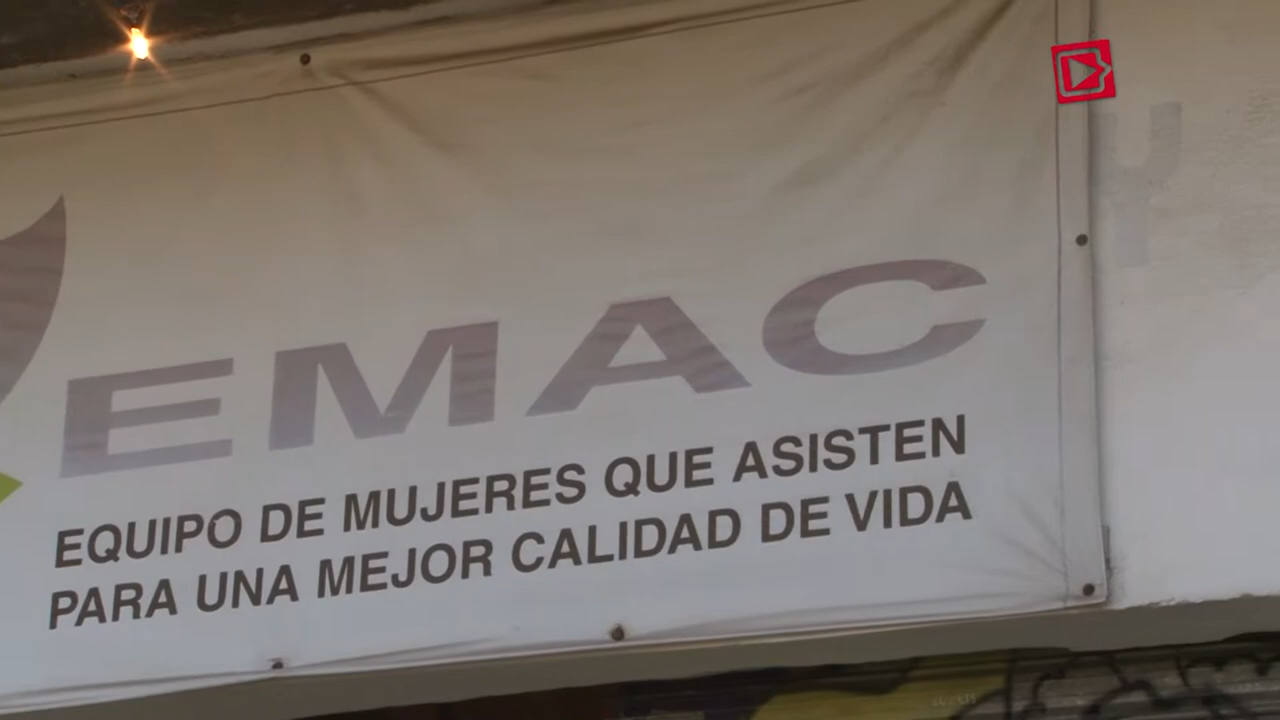 EMAC
EQUIPO DE MUJERES QUE ASISTEN
PARA UNA MEJOR CALIDAD DE VIDA